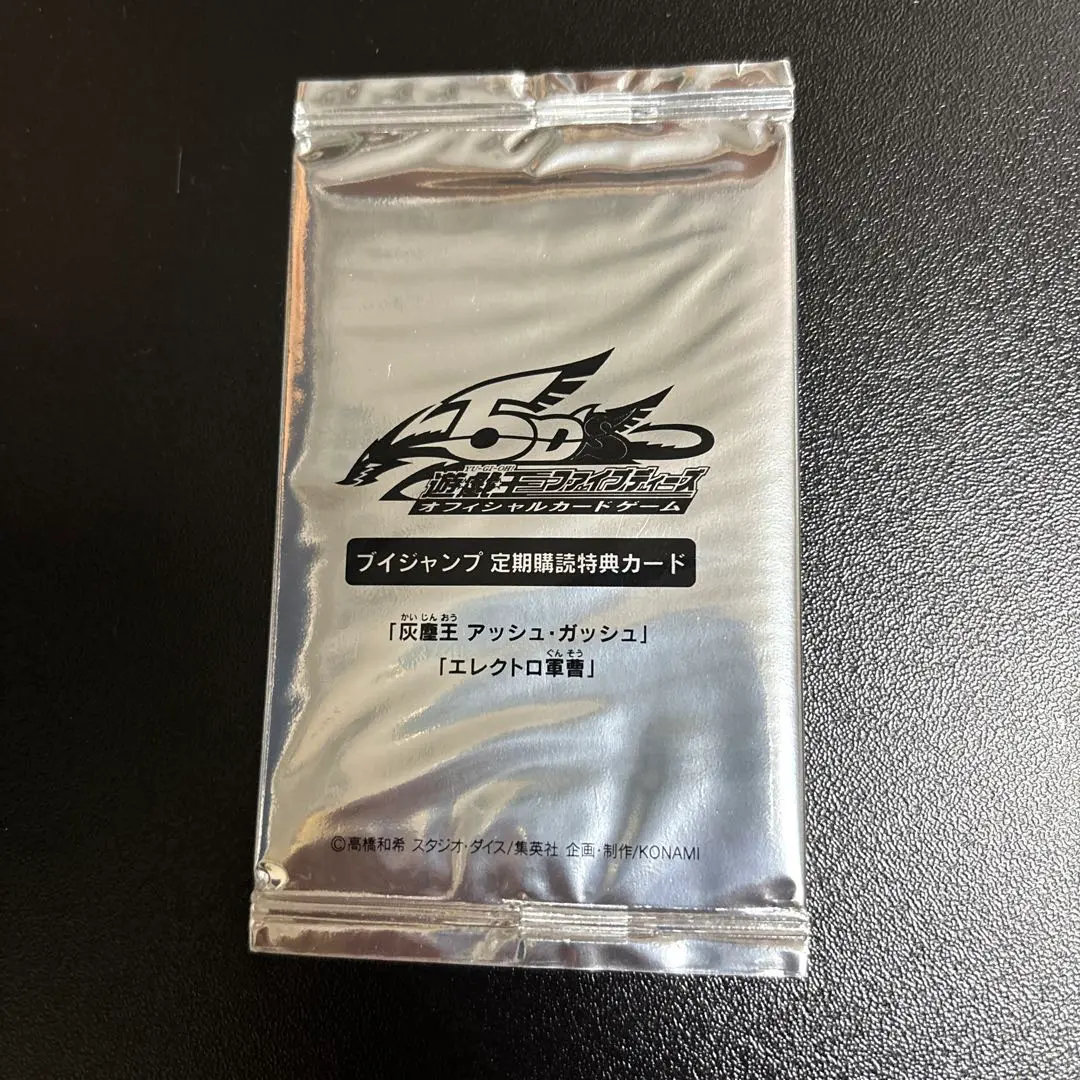 5D's
YU-GI-OH!
遊戯王ファイブディーズ
オフィシャルカードゲーム
ブイジャンプ 定期購読特典カード
かいじんおう
「灰塵王 アッシュ・ガッシュ」
ぐんそう
「エレクトロ軍曹」
©高橋和希 スタジオ・ダイス/集英社 企画・制作/KONAMI